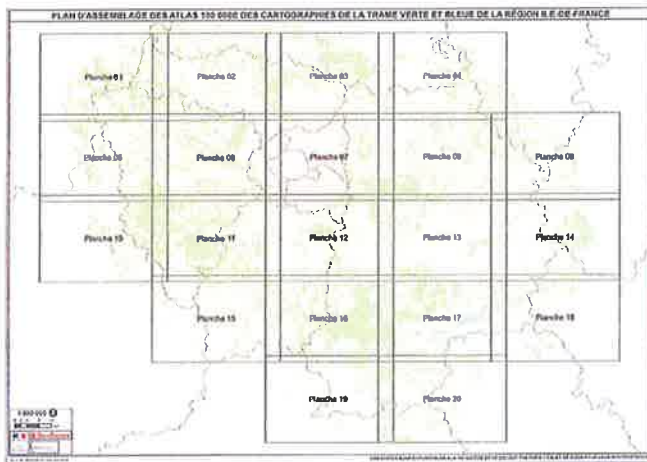 PLAN D'ASSEMBLAGE DES ATLAS 100 000E DES CARTOGRAPHIES DE LA TRAME VERTE ET BLEUE DE LA RÉGION ILE-DE-FRANCE
Planche 01 Planche 02 Planche 03 Planche 04
Planche 05 Planche 06 Planche 07 Planche 08 Planche 09
Planche 10 Planche 11 Planche 12 Planche 13 Planche 14
Planche 15 Planche 16 Planche 17 Planche 18
Planche 19 Planche 20